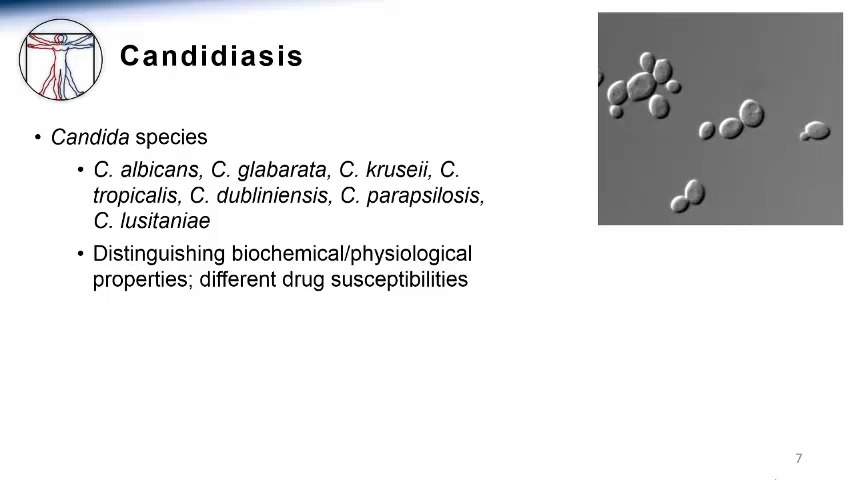 Candidiasis
• Candida species
• C. albicans, C. glabarata, C. kruseii, C.
tropicalis, C. dubliniensis, C. parapsilosis,
C. lusitaniae
• Distinguishing biochemical/physiological
properties; different drug susceptibilities
7